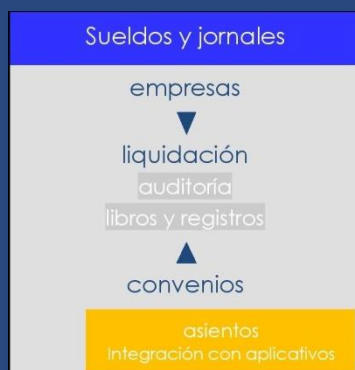 Sueldos y jornales
empresas
liquidación
auditoría
libros y registros
convenios
asientos
Integración con aplicativos